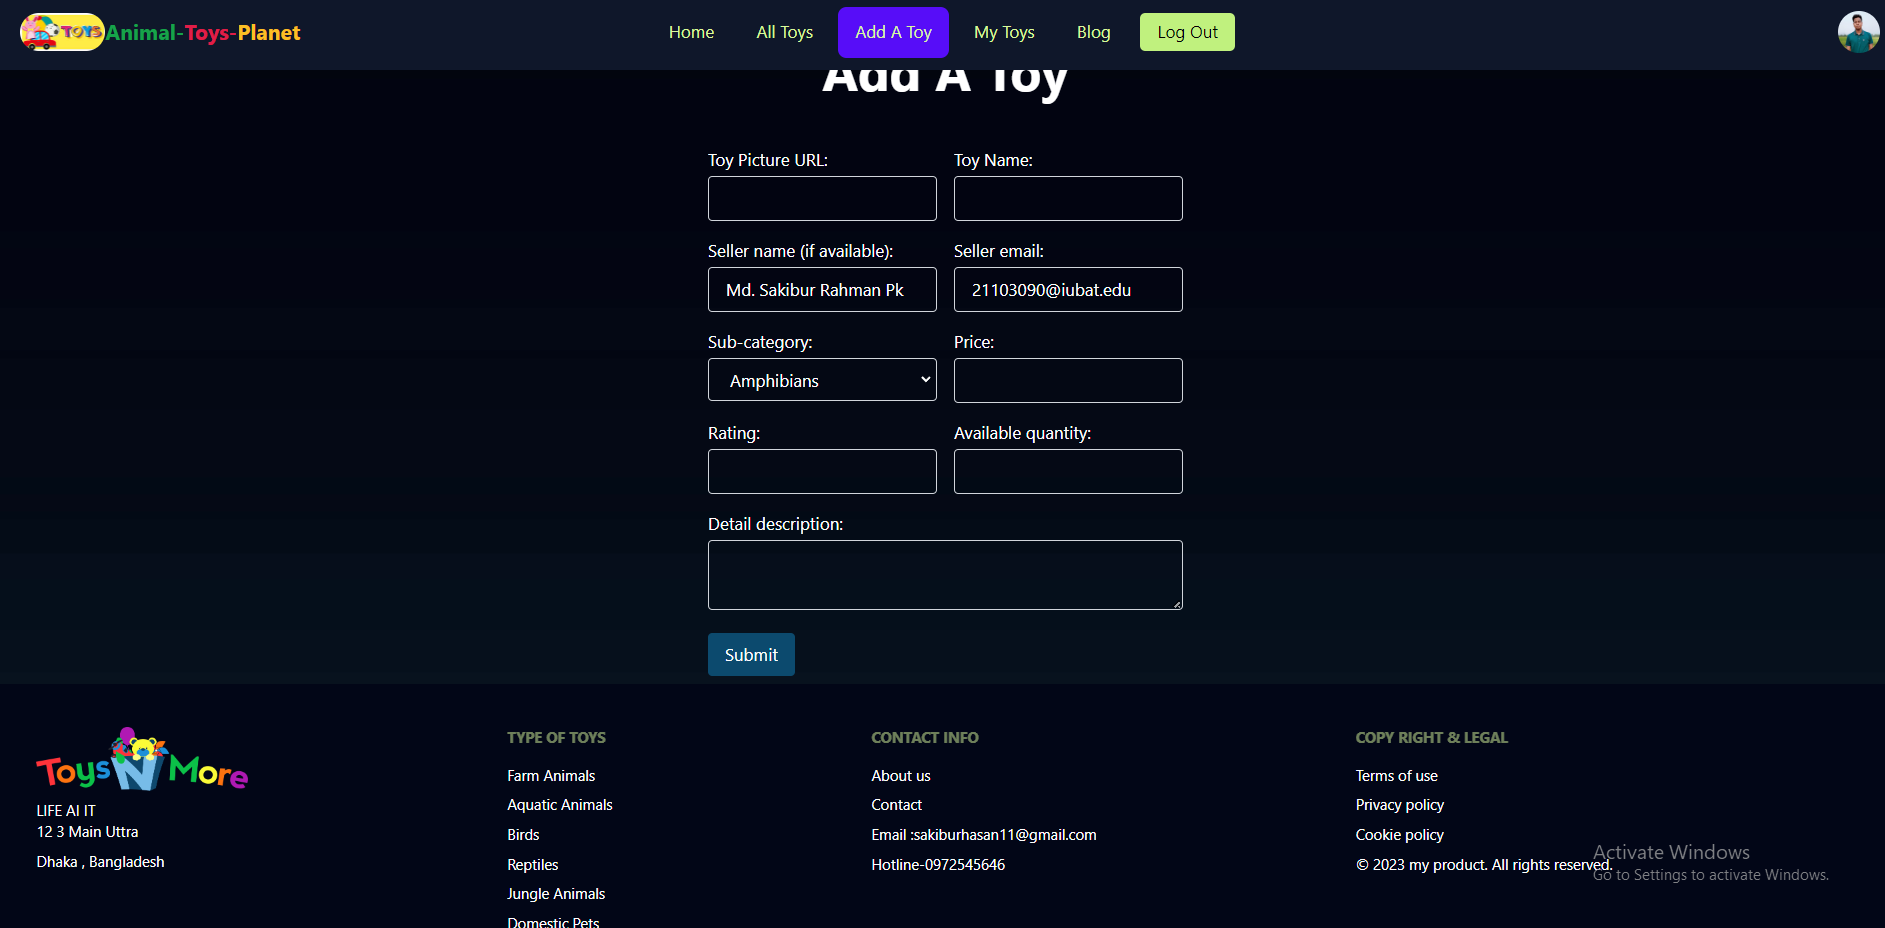 TOYS Animal-Toys-Planet Home All Toys Add A Toy My Toys Blog Log Out
Add A Toy
Toy Picture URL: Toy Name:
Seller name (if available): Seller email:
Md. Sakibur Rahman Pk 21103090@iubat.edu
Sub-category: Price:
Amphibians
Rating: Available quantity:
Detail description:
Submit
Toys N More
LIFE AI IT
12 3 Main Uttra
Dhaka , Bangladesh
TYPE OF TOYS
Farm Animals
Aquatic Animals
Birds
Reptiles
Jungle Animals
Domestic Pets
CONTACT INFO
About us
Contact
Email :sakiburhasan11@gmail.com
Hotline-0972545646
COPY RIGHT & LEGAL
Terms of use
Privacy policy
Cookie policy
© 2023 my product. All rights reserved.
Activate Windows
Go to Settings to activate Windows.